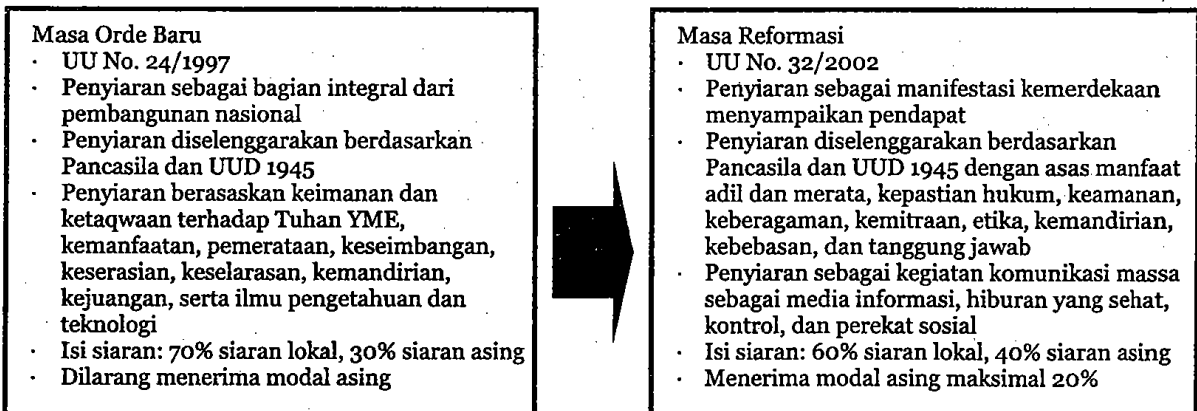 Masa Orde Baru
· UU No. 24/1997
· Penyiaran sebagai bagian integral dari
pembangunan nasional
· Penyiaran diselenggarakan berdasarkan
Pancasila dan UUD 1945
· Penyiaran berasaskan keimanan dan
ketaqwaan terhadap Tuhan YME,
kemanfaatan, pemerataan, keseimbangan,
keserasian, keselarasan, kemandirian,
kejuangan, serta ilmu pengetahuan dan
teknologi
· Isi siaran: 70% siaran lokal, 30% siaran asing
· Dilarang menerima modal asing
Masa Reformasi
· UU No. 32/2002
· Penyiaran sebagai manifestasi kemerdekaan
menyampaikan pendapat
· Penyiaran diselenggarakan berdasarkan
Pancasila dan UUD 1945 dengan asas manfaat
adil dan merata, kepastian hukum, keamanan,
keberagaman, kemitraan, etika, kemandirian,
kebebasan, dan tanggung jawab
· Penyiaran sebagai kegiatan komunikasi massa
sebagai media informasi, hiburan yang sehat,
kontrol, dan perekat sosial
· Isi siaran: 60% siaran lokal, 40% siaran asing
· Menerima modal asing maksimal 20%